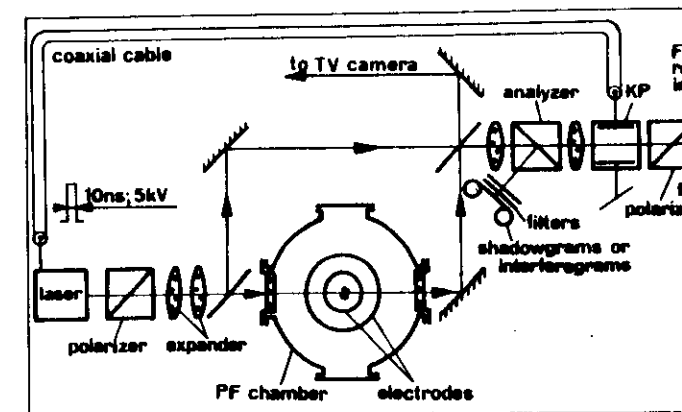 coaxial cable
to TV camera
analyzer
KP
10ns; 5kV
filters
shadowgrams or
interferograms
laser
polarizer
expander
PF chamber
electrodes